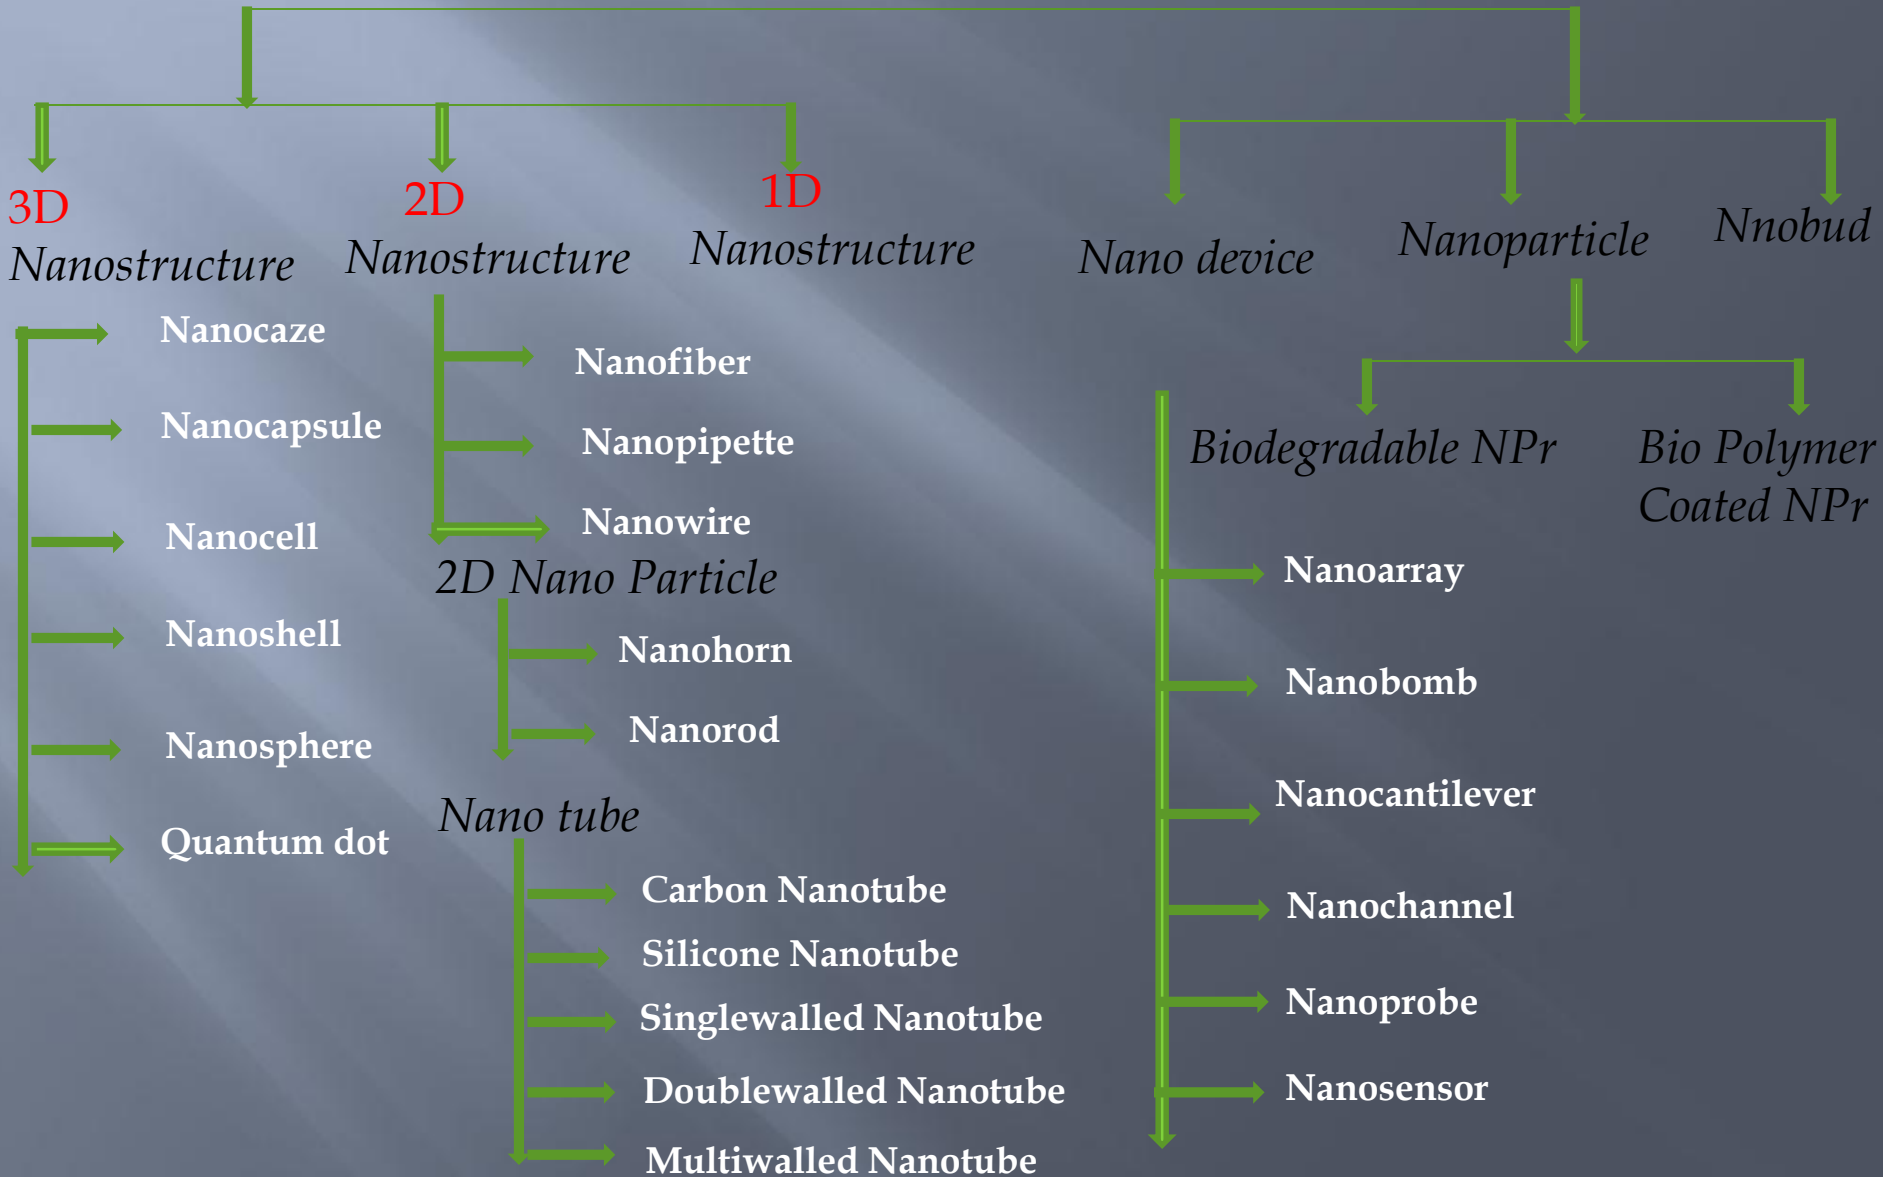 3D
Nanostructure
Nanocaze
Nanocapsule
Nanocell
Nanoshell
Nanosphere
Quantum dot
2D
Nanostructure
Nanofiber
Nanopipette
Nanowire
2D Nano Particle
Nanohorn
Nanorod
Nano tube
Carbon Nanotube
Silicone Nanotube
Singlewalled Nanotube
Doublewalled Nanotube
Multiwalled Nanotube
1D
Nanostructure
Nano device
Nanoarray
Nanobomb
Nanocantilever
Nanochannel
Nanoprobe
Nanosensor
Nanoparticle
Biodegradable NPr
Bio Polymer
Coated NPr
Nnobud